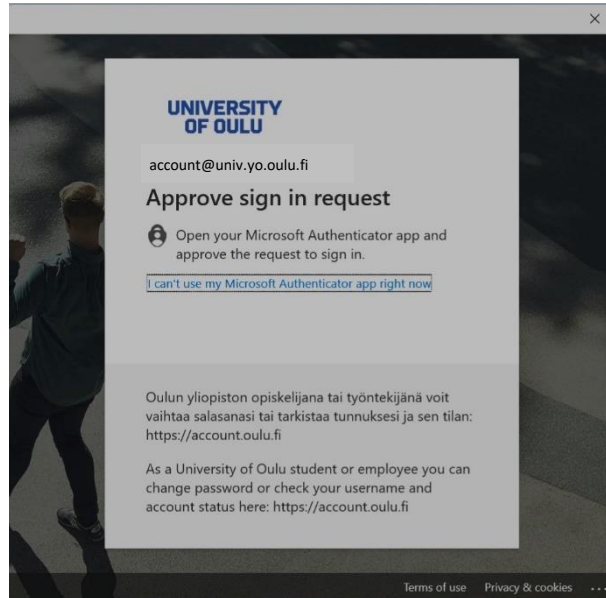 UNIVERSITY
OF OULU
account@univ.yo.oulu.fi
Approve sign in request
Open your Microsoft Authenticator app and
approve the request to sign in.
I can't use my Microsoft Authenticator app right now
Oulun yliopiston opiskelijana tai työntekijänä voit
vaihtaa salasanasi tai tarkistaa tunnuksesi ja sen tilan:
https://account.oulu.fi
As a University of Oulu student or employee you can
change password or check your username and
account status here: https://account.oulu.fi
Terms of use Privacy & cookies ...